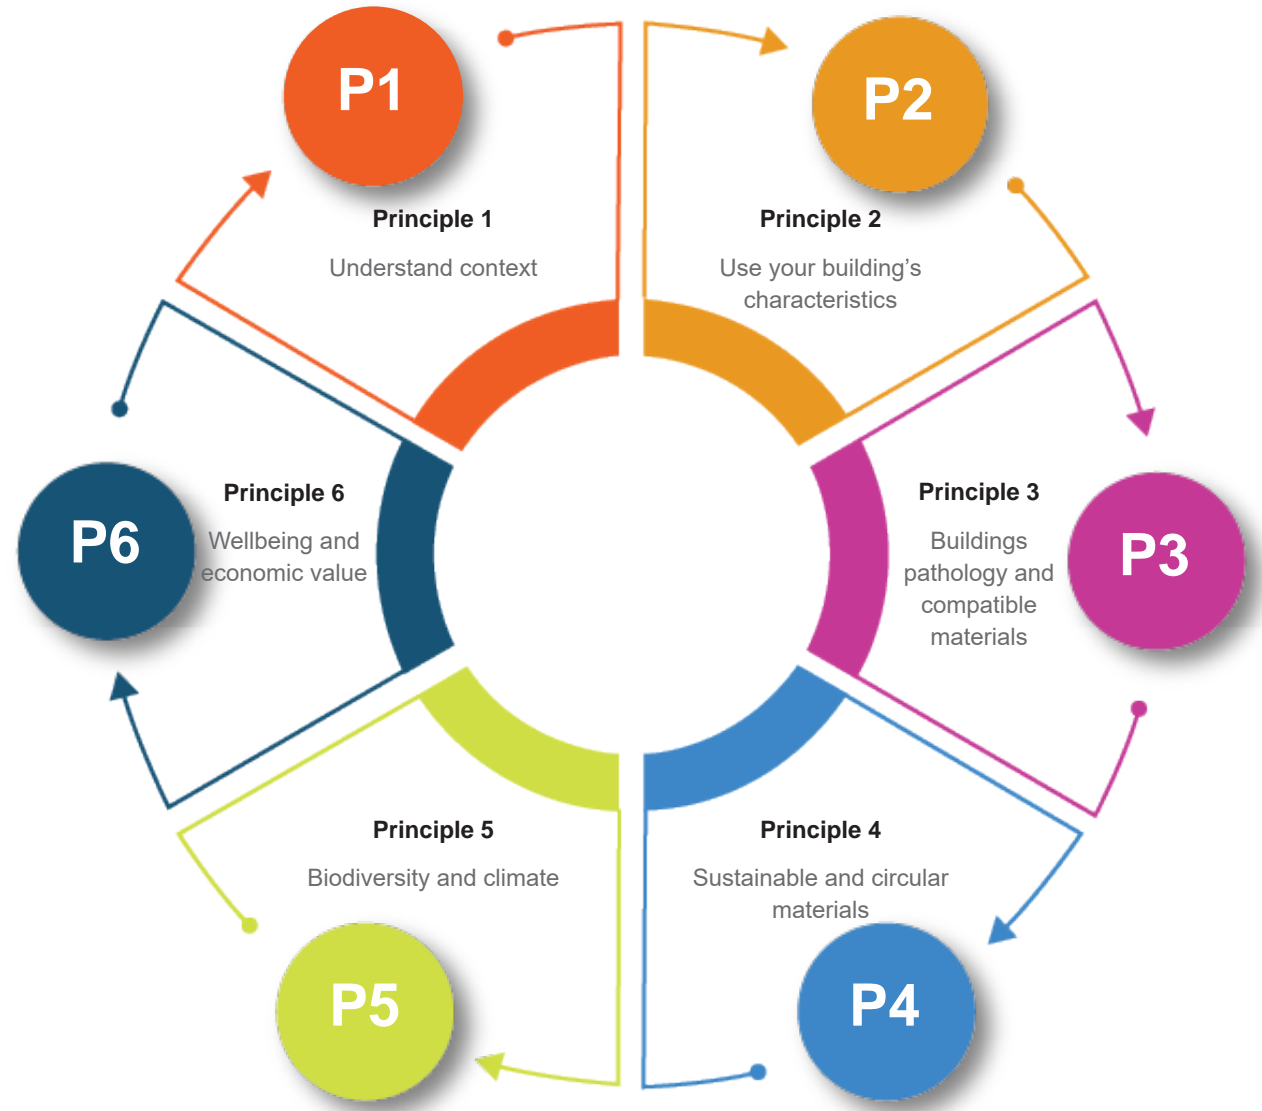 P1
Principle 1
Understand context
P2
Principle 2
Use your building’s
characteristics
P3
Principle 3
Buildings
pathology and
compatible
materials
P4
Principle 4
Sustainable and circular
materials
P5
Principle 5
Biodiversity and climate
P6
Principle 6
Wellbeing and
economic value